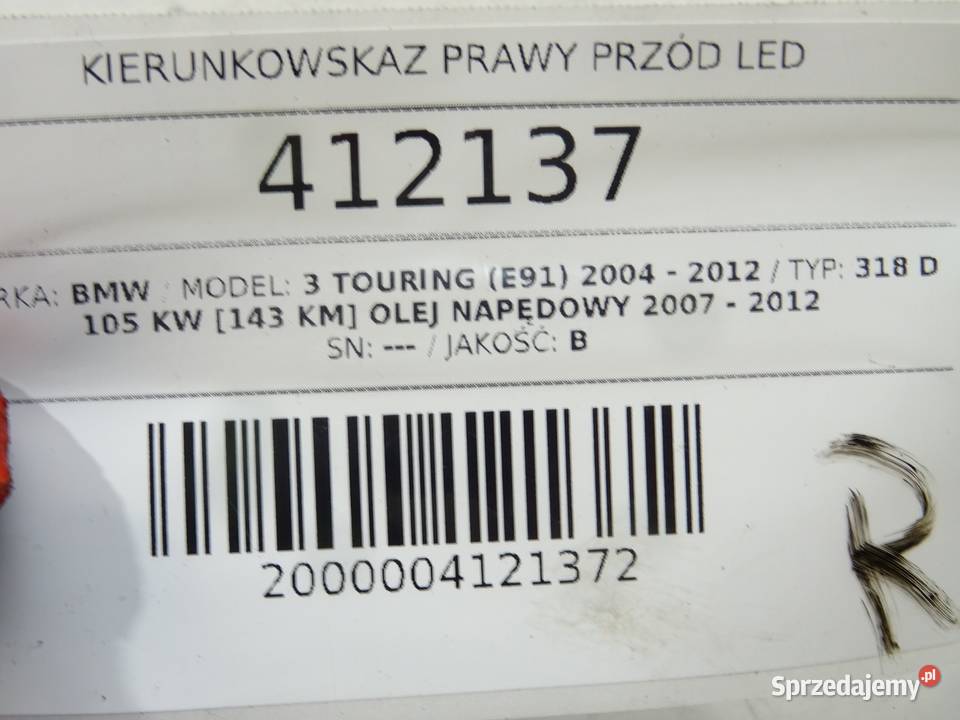 KIERUNKOWSKAZ PRAWY PRZÓD LED
412137
RKA: BMW / MODEL: 3 TOURING (E91) 2004 - 2012 / TYP: 318 D
105 KW [143 KM] OLEJ NAPĘDOWY 2007 - 2012
SN: --- / JAKOŚĆ: B
2000004121372
R
Sprzedajemy.pl